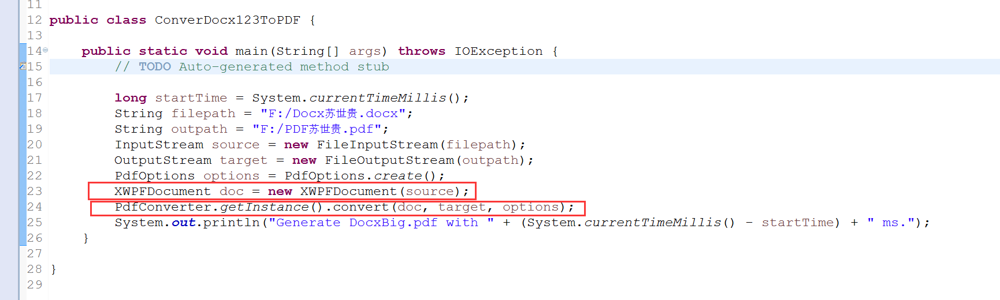 11
12 public class ConverDocx123ToPDF {
13
14 public static void main(String[] args) throws IOException {
15 // TODO Auto-generated method stub
16
17 long startTime = System.currentTimeMillis();
18 String filepath = "F:/Docx苏世贵.docx";
19 String outpath = "F:/PDF苏世贵.pdf";
20 InputStream source = new FileInputStream(filepath);
21 OutputStream target = new FileOutputStream(outpath);
22 PdfOptions options = PdfOptions.create();
23 XWPFDocument doc = new XWPFDocument(source);
24 PdfConverter.getInstance().convert(doc, target, options);
25 System.out.println("Generate DocxBig.pdf with " + (System.currentTimeMillis() - startTime) + " ms.");
26 }
27
28 }
29